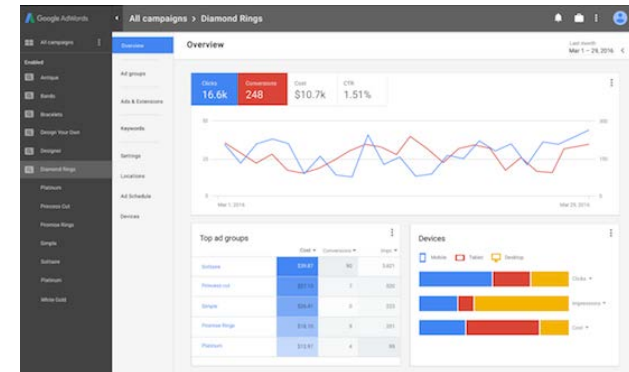 Google AdWords
All campaigns > Diamond Rings
All campaigns
Enabled
Antique
Bands
Bracelets
Design Your Own
Designer
Diamond Rings
Platinum
Princess Cut
Promise Rings
Simple
Solitaire
Platinum
White Gold
Overview
Ad groups
Ads & Extensions
Keywords
Settings
Locations
Ad Schedule
Devices
Overview
Last month
Mar 1 – 29, 2016
Clicks
16.6k
Conversions
248
Cost
$10.7k
CTR
1.51%
Mar 1, 2016
Mar 29, 2016
Top ad groups
Cost
Conversions
Impr.
Princess cut
Simple
Promise Rings
Platinum
Devices
Mobile
Tablet
Desktop
Clicks
Impressions
Cost